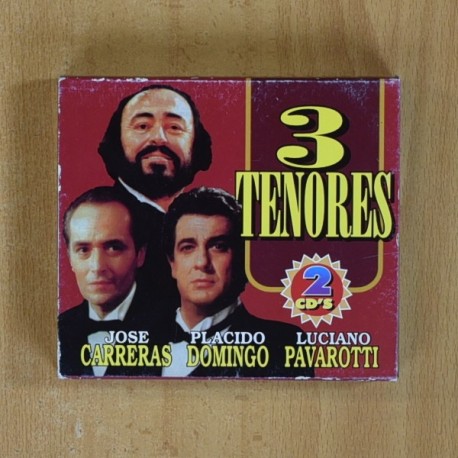 3
TENORES
2
CD'S
JOSE PLACIDO LUCIANO
CARRERAS DOMINGO PAVAROTTI